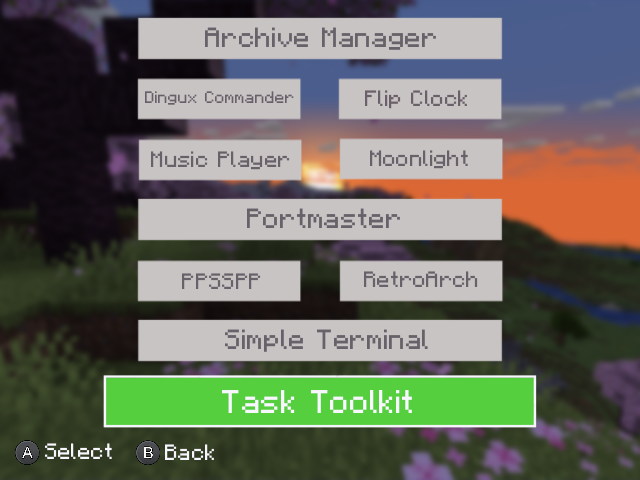 Archive Manager
Dingux Commander
Flip Clock
Music Player
Moonlight
Portmaster
PPSSPP
RetroArch
Simple Terminal
Task Toolkit
A Select B Back